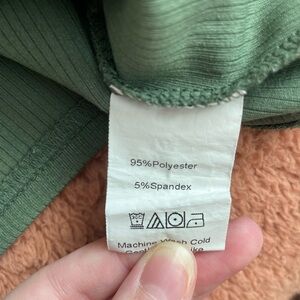 95%Polyester
5%Spandex
Machine Wash Cold